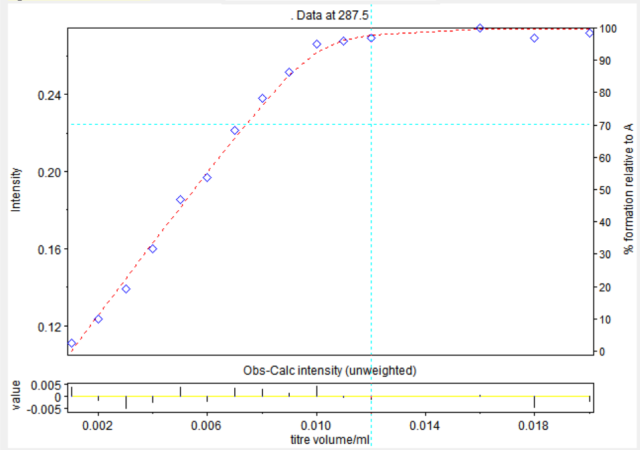 . Data at 287.5
100
90
0.24
80
70
60
0.20
50
40
0.16
30
20
0.12
10
0
Intensity
% formation relative to A
Obs-Calc intensity (unweighted)
0.005
0
-0.005
value
0.002 0.006 0.010 0.014 0.018
titre volume/ml